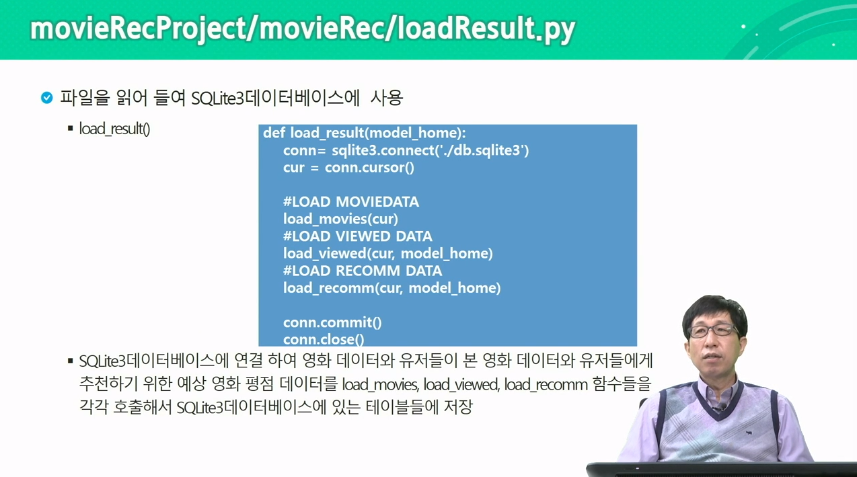 movieRecProject/movieRec/loadResult.py
파일을 읽어 들여 SQLite3데이터베이스에 사용
load_result()
def load_result(model_home):
conn= sqlite3.connect('./db.sqlite3')
cur = conn.cursor()
#LOAD MOVIEDATA
load_movies(cur)
#LOAD VIEWED DATA
load_viewed(cur, model_home)
#LOAD RECOMM DATA
load_recomm(cur, model_home)
conn.commit()
conn.close()
SQLite3데이터베이스에 연결 하여 영화 데이터와 유저들이 본 영화 데이터와 유저들에게
추천하기 위한 예상 영화 평점 데이터를 load_movies, load_viewed, load_recomm 함수들을
각각 호출해서 SQLite3데이터베이스에 있는 테이블들에 저장